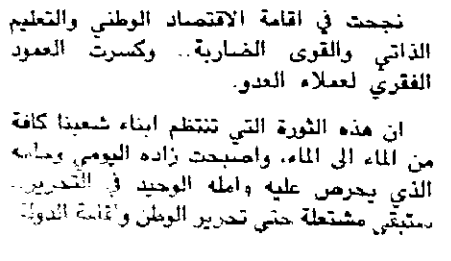 نجحت في اقامة الاقتصاد الوطني والتعليم
الذاتي والقوى الضاربة.. وكسرت العمود
الفقري لعملاء العدو.
ان هذه الثورة التي تنتظم ابناء شعبنا كافة
من الماء الى الماء، واصبحت زاده اليومي
الذي يحرص عليه وامله الوحيد في التحرير..
ستبقى مشتعلة حتى تحرير الوطن واقامة الدولة